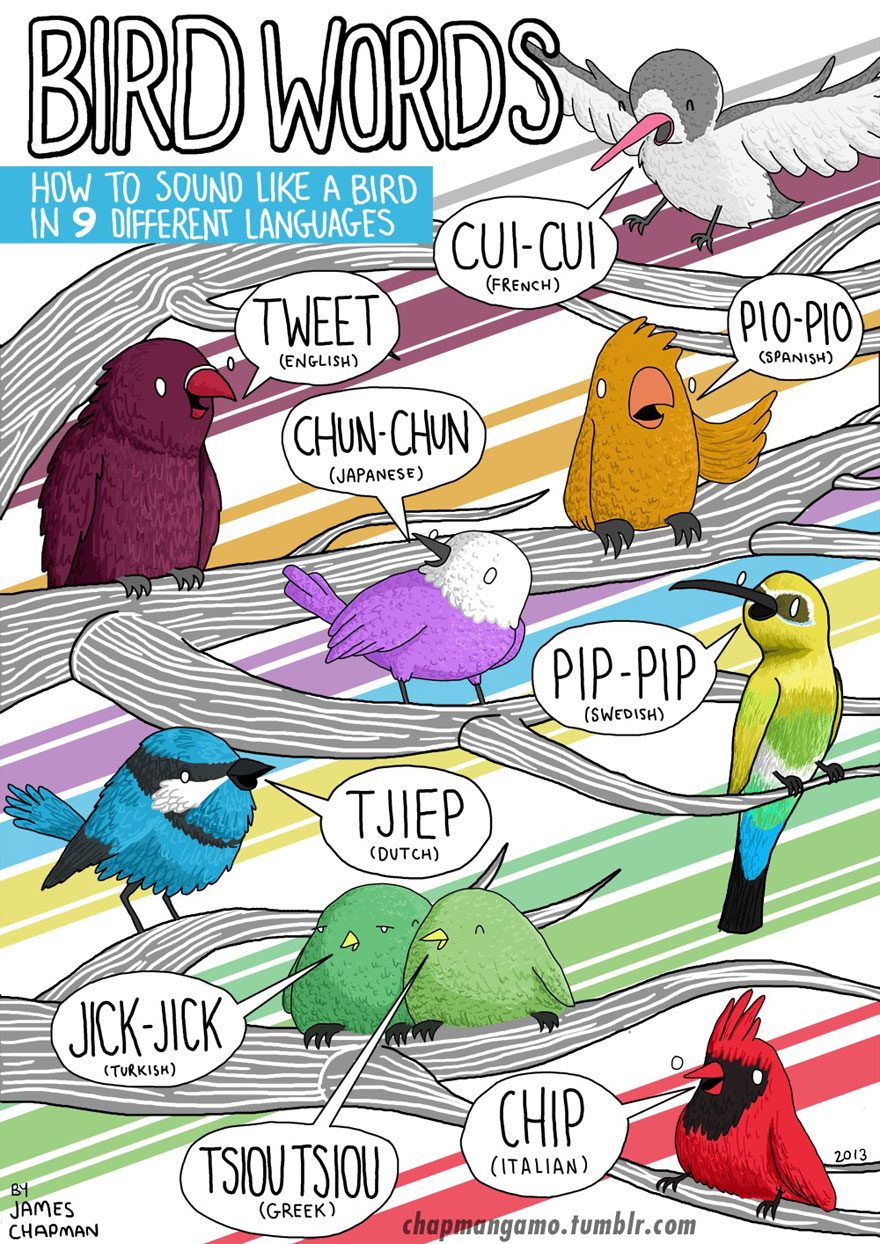 BIRD WORDS
HOW TO SOUND LIKE A BIRD
IN 9 DIFFERENT LANGUAGES
CUI-CUI
(FRENCH)
TWEET
(ENGLISH)
PIO-PIO
(SPANISH)
CHUN-CHUN
(JAPANESE)
PIP-PIP
(SWEDISH)
TJIEP
(DUTCH)
JICK-JICK
(TURKISH)
TSIOU TSIOU
(GREEK)
CHIP
(ITALIAN)
2013
BY
JAMES
CHAPMAN
chapmangamo.tumblr.com